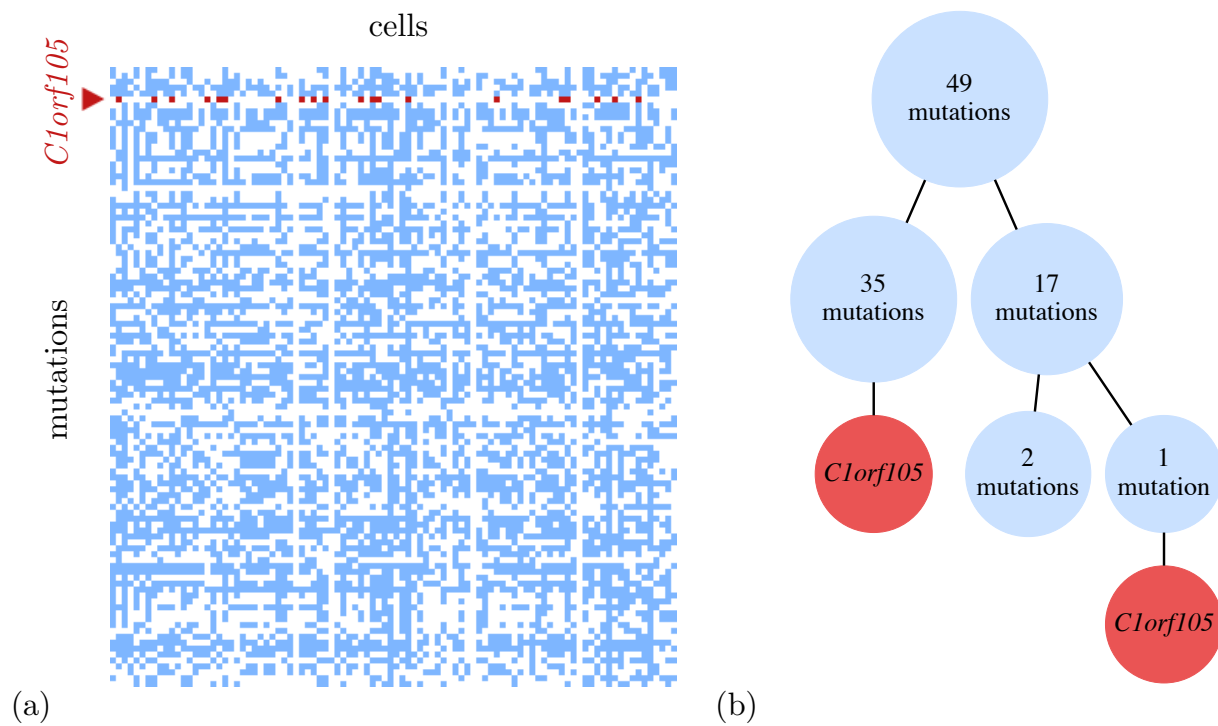 cells
C1orf105
mutations
(a)
49
mutations
35
mutations
17
mutations
C1orf105
2
mutations
1
mutation
C1orf105
(b)